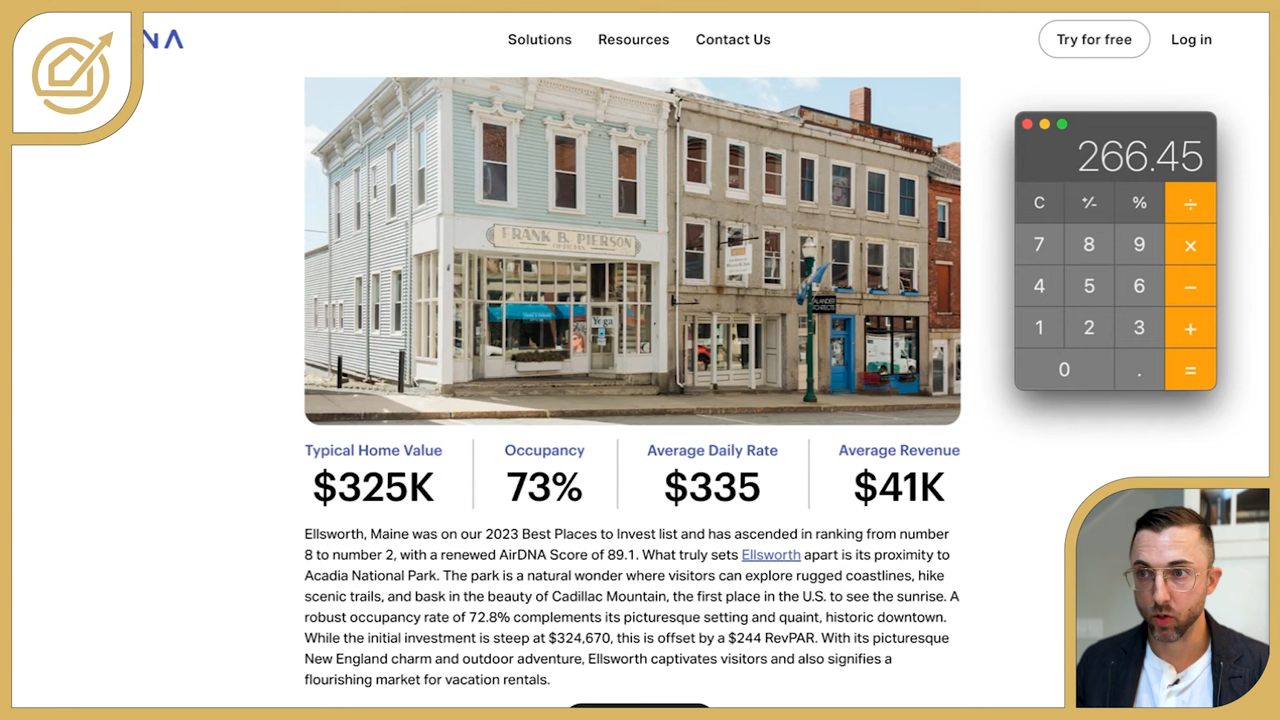 NA
Solutions
Resources
Contact Us
Try for free
Log in
FRANK B. PIERSON
Yoga
266.45
C
+/-
%
÷
7
8
9
×
4
5
6
−
1
2
3
+
0
.
=
Typical Home Value
$325K
Occupancy
73%
Average Daily Rate
$335
Average Revenue
$41K
Ellsworth, Maine was on our 2023 Best Places to Invest list and has ascended in ranking from number
8 to number 2, with a renewed AirDNA Score of 89.1. What truly sets Ellsworth apart is its proximity to
Acadia National Park. The park is a natural wonder where visitors can explore rugged coastlines, hike
scenic trails, and bask in the beauty of Cadillac Mountain, the first place in the U.S. to see the sunrise. A
robust occupancy rate of 72.8% complements its picturesque setting and quaint, historic downtown.
While the initial investment is steep at $324,670, this is offset by a $244 RevPAR. With its picturesque
New England charm and outdoor adventure, Ellsworth captivates visitors and also signifies a
flourishing market for vacation rentals.